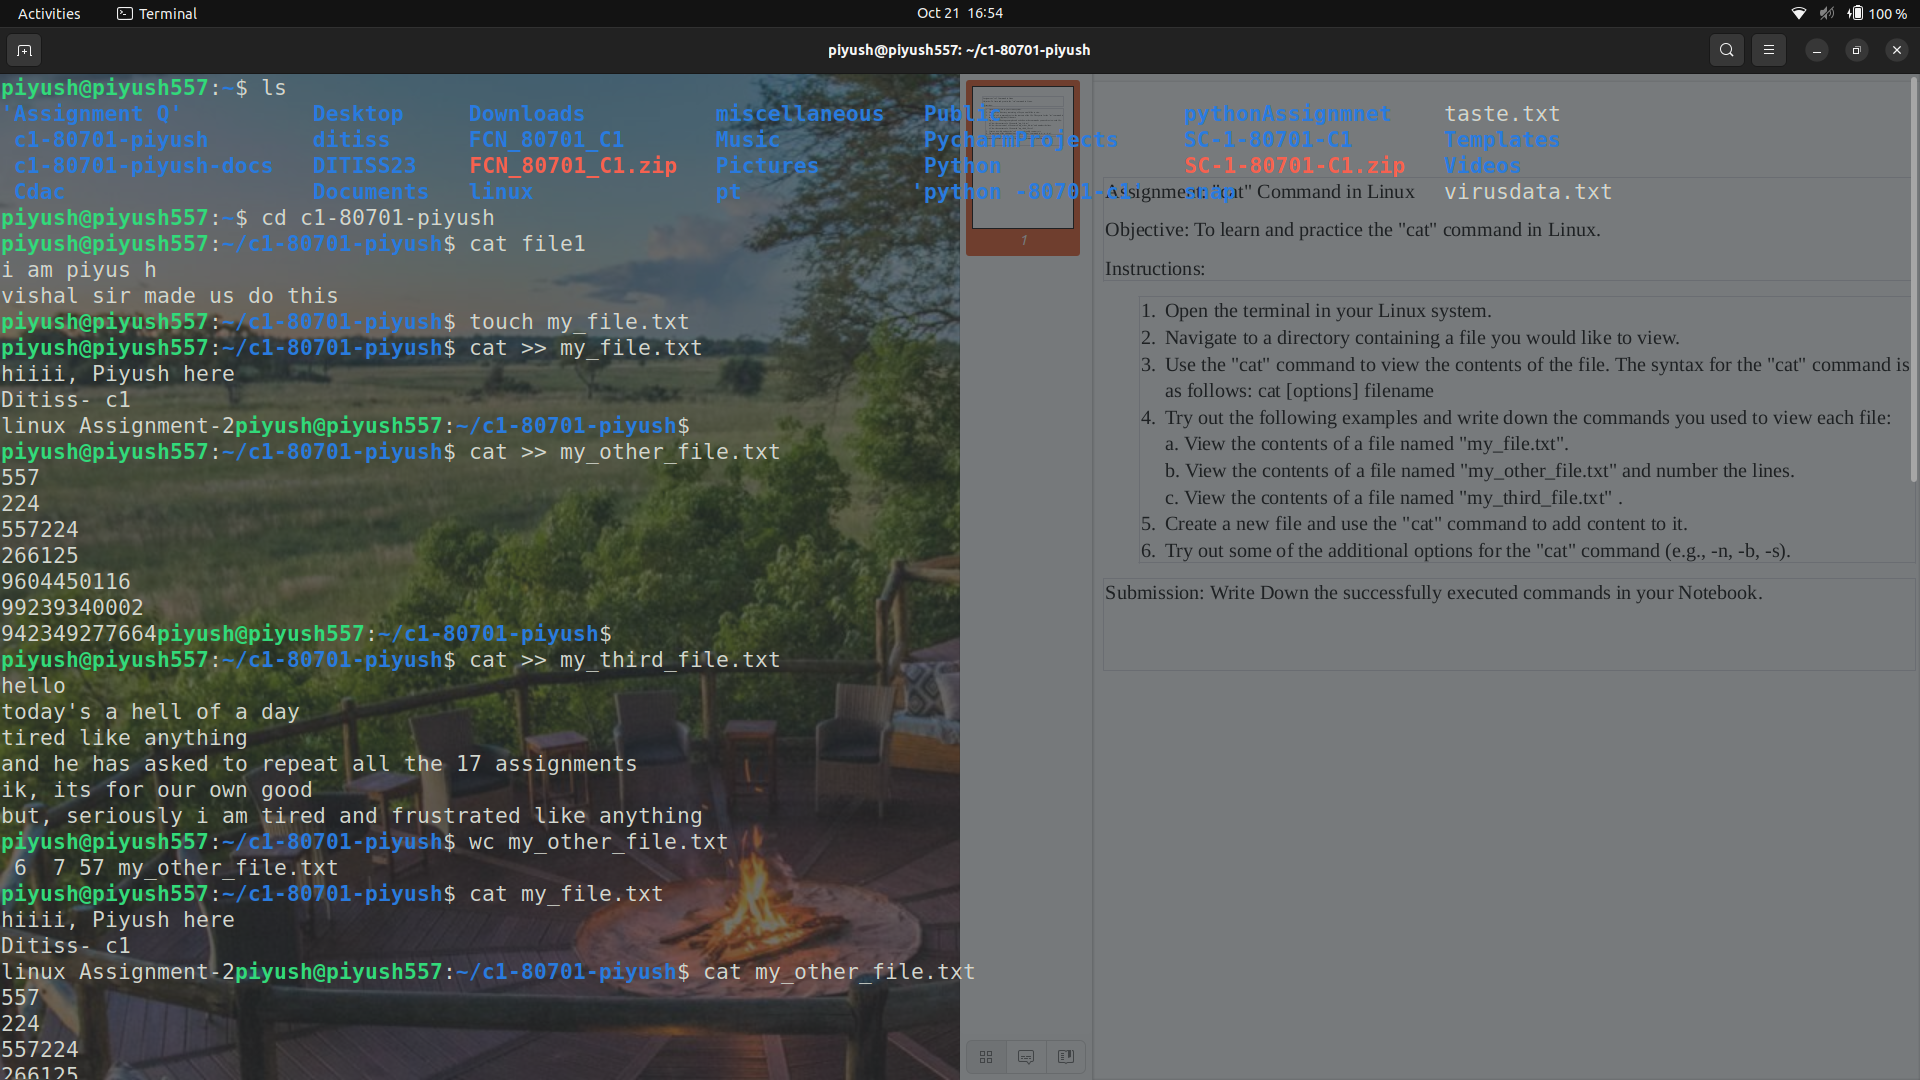 Activities Terminal Oct 21 16:54 100 %
piyush@piyush557: ~/c1-80701-piyush
piyush@piyush557:~$ ls
'Assignment Q' Desktop Downloads miscellaneous Public pythonAssignmnet taste.txt
c1-80701-piyush ditiss FCN_80701_C1 Music PycharmProjects SC-1-80701-C1 Templates
c1-80701-piyush-docs DITISS23 FCN_80701_C1.zip Pictures Python SC-1-80701-C1.zip Videos
Cdac Documents linux pt 'python -80701-c1' snap virusdata.txt
piyush@piyush557:~$ cd c1-80701-piyush
piyush@piyush557:~/c1-80701-piyush$ cat file1
i am piyus h
vishal sir made us do this
piyush@piyush557:~/c1-80701-piyush$ touch my_file.txt
piyush@piyush557:~/c1-80701-piyush$ cat >> my_file.txt
hiiii, Piyush here
Ditiss- c1
linux Assignment-2piyush@piyush557:~/c1-80701-piyush$
piyush@piyush557:~/c1-80701-piyush$ cat >> my_other_file.txt
557
224
557224
266125
9604450116
99239340002
942349277664piyush@piyush557:~/c1-80701-piyush$
piyush@piyush557:~/c1-80701-piyush$ cat >> my_third_file.txt
hello
today's a hell of a day
tired like anything
and he has asked to repeat all the 17 assignments
ik, its for our own good
but, seriously i am tired and frustrated like anything
piyush@piyush557:~/c1-80701-piyush$ wc my_other_file.txt
6 7 57 my_other_file.txt
piyush@piyush557:~/c1-80701-piyush$ cat my_file.txt
hiiii, Piyush here
Ditiss- c1
linux Assignment-2piyush@piyush557:~/c1-80701-piyush$ cat my_other_file.txt
557
224
557224
266125
1
Assignment: "cat" Command in Linux
Objective: To learn and practice the "cat" command in Linux.
Instructions:
1. Open the terminal in your Linux system.
2. Navigate to a directory containing a file you would like to view.
3. Use the "cat" command to view the contents of the file. The syntax for the "cat" command is
as follows: cat [options] filename
4. Try out the following examples and write down the commands you used to view each file:
a. View the contents of a file named "my_file.txt".
b. View the contents of a file named "my_other_file.txt" and number the lines.
c. View the contents of a file named "my_third_file.txt" .
5. Create a new file and use the "cat" command to add content to it.
6. Try out some of the additional options for the "cat" command (e.g., -n, -b, -s).
Submission: Write Down the successfully executed commands in your Notebook.